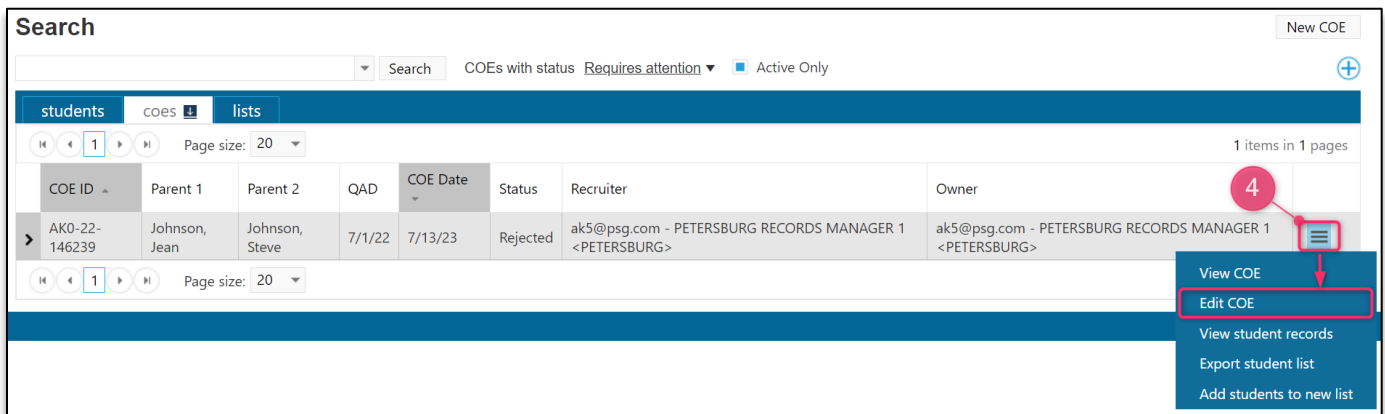 Search
New COE
Search COEs with status Requires attention Active Only
students coes lists
1 Page size: 20 1 items in 1 pages
COE ID Parent 1 Parent 2 QAD COE Date Status Recruiter Owner
4
AK0-22-
146239
Johnson,
Jean
Johnson,
Steve
7/1/22
7/13/23
Rejected
ak5@psg.com - PETERSBURG RECORDS MANAGER 1
<PETERSBURG>
ak5@psg.com - PETERSBURG RECORDS MANAGER 1
<PETERSBURG>
1 Page size: 20
View COE
Edit COE
View student records
Export student list
Add students to new list